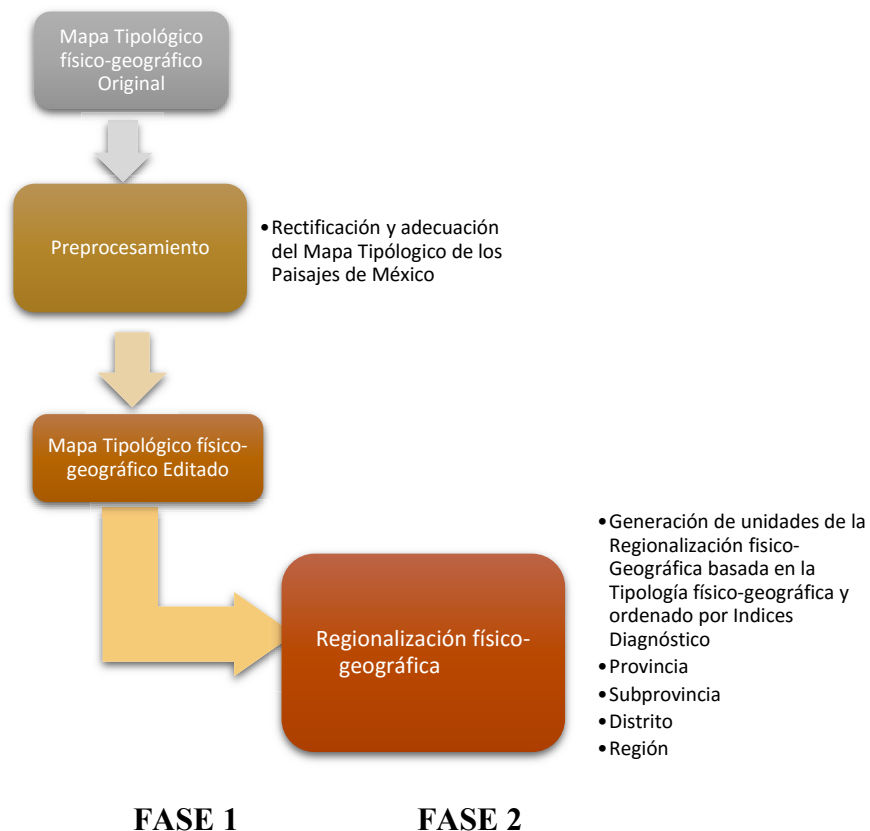 Mapa Tipológico
físico-geográfico
Original
Preprocesamiento
•Rectificación y adecuación
del Mapa Tipólogico de los
Paisajes de México
Mapa Tipológico físico-
geográfico Editado
Regionalización físico-
geográfica
•Generación de unidades de la
Regionalización fisico-
Geográfica basada en la
Tipología físico-geográfica y
ordenado por Indices
Diagnóstico
•Provincia
•Subprovincia
•Distrito
•Región
FASE 1 FASE 2